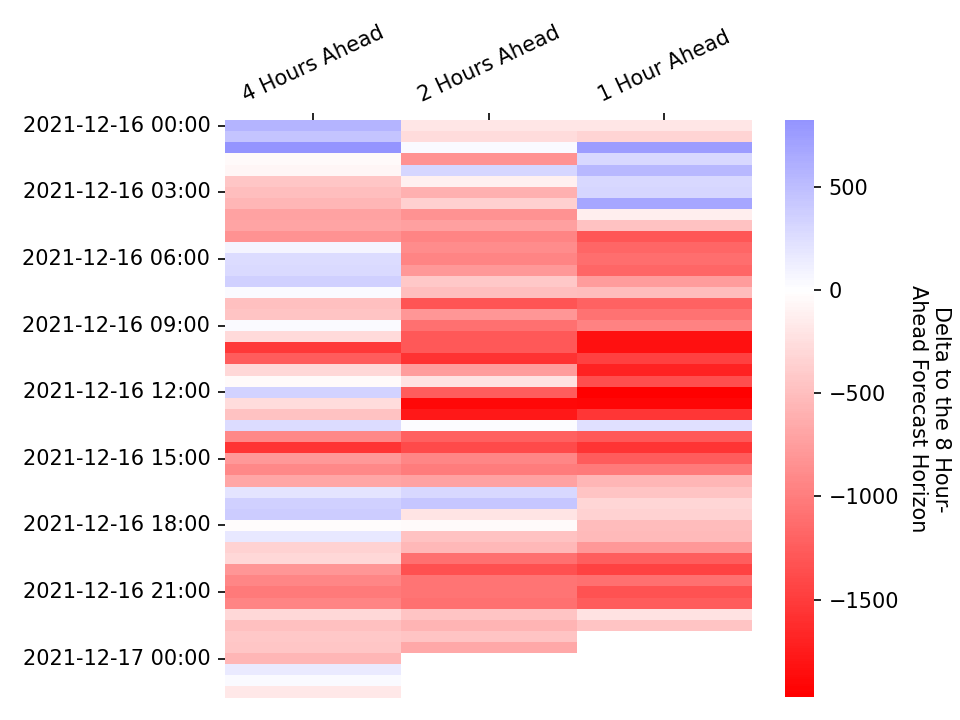 4 Hours Ahead
2 Hours Ahead
1 Hour Ahead
2021-12-16 00:00
2021-12-16 03:00
2021-12-16 06:00
2021-12-16 09:00
2021-12-16 12:00
2021-12-16 15:00
2021-12-16 18:00
2021-12-16 21:00
2021-12-17 00:00
500
0
−500
−1000
−1500
Delta to the 8 Hour-
Ahead Forecast Horizon